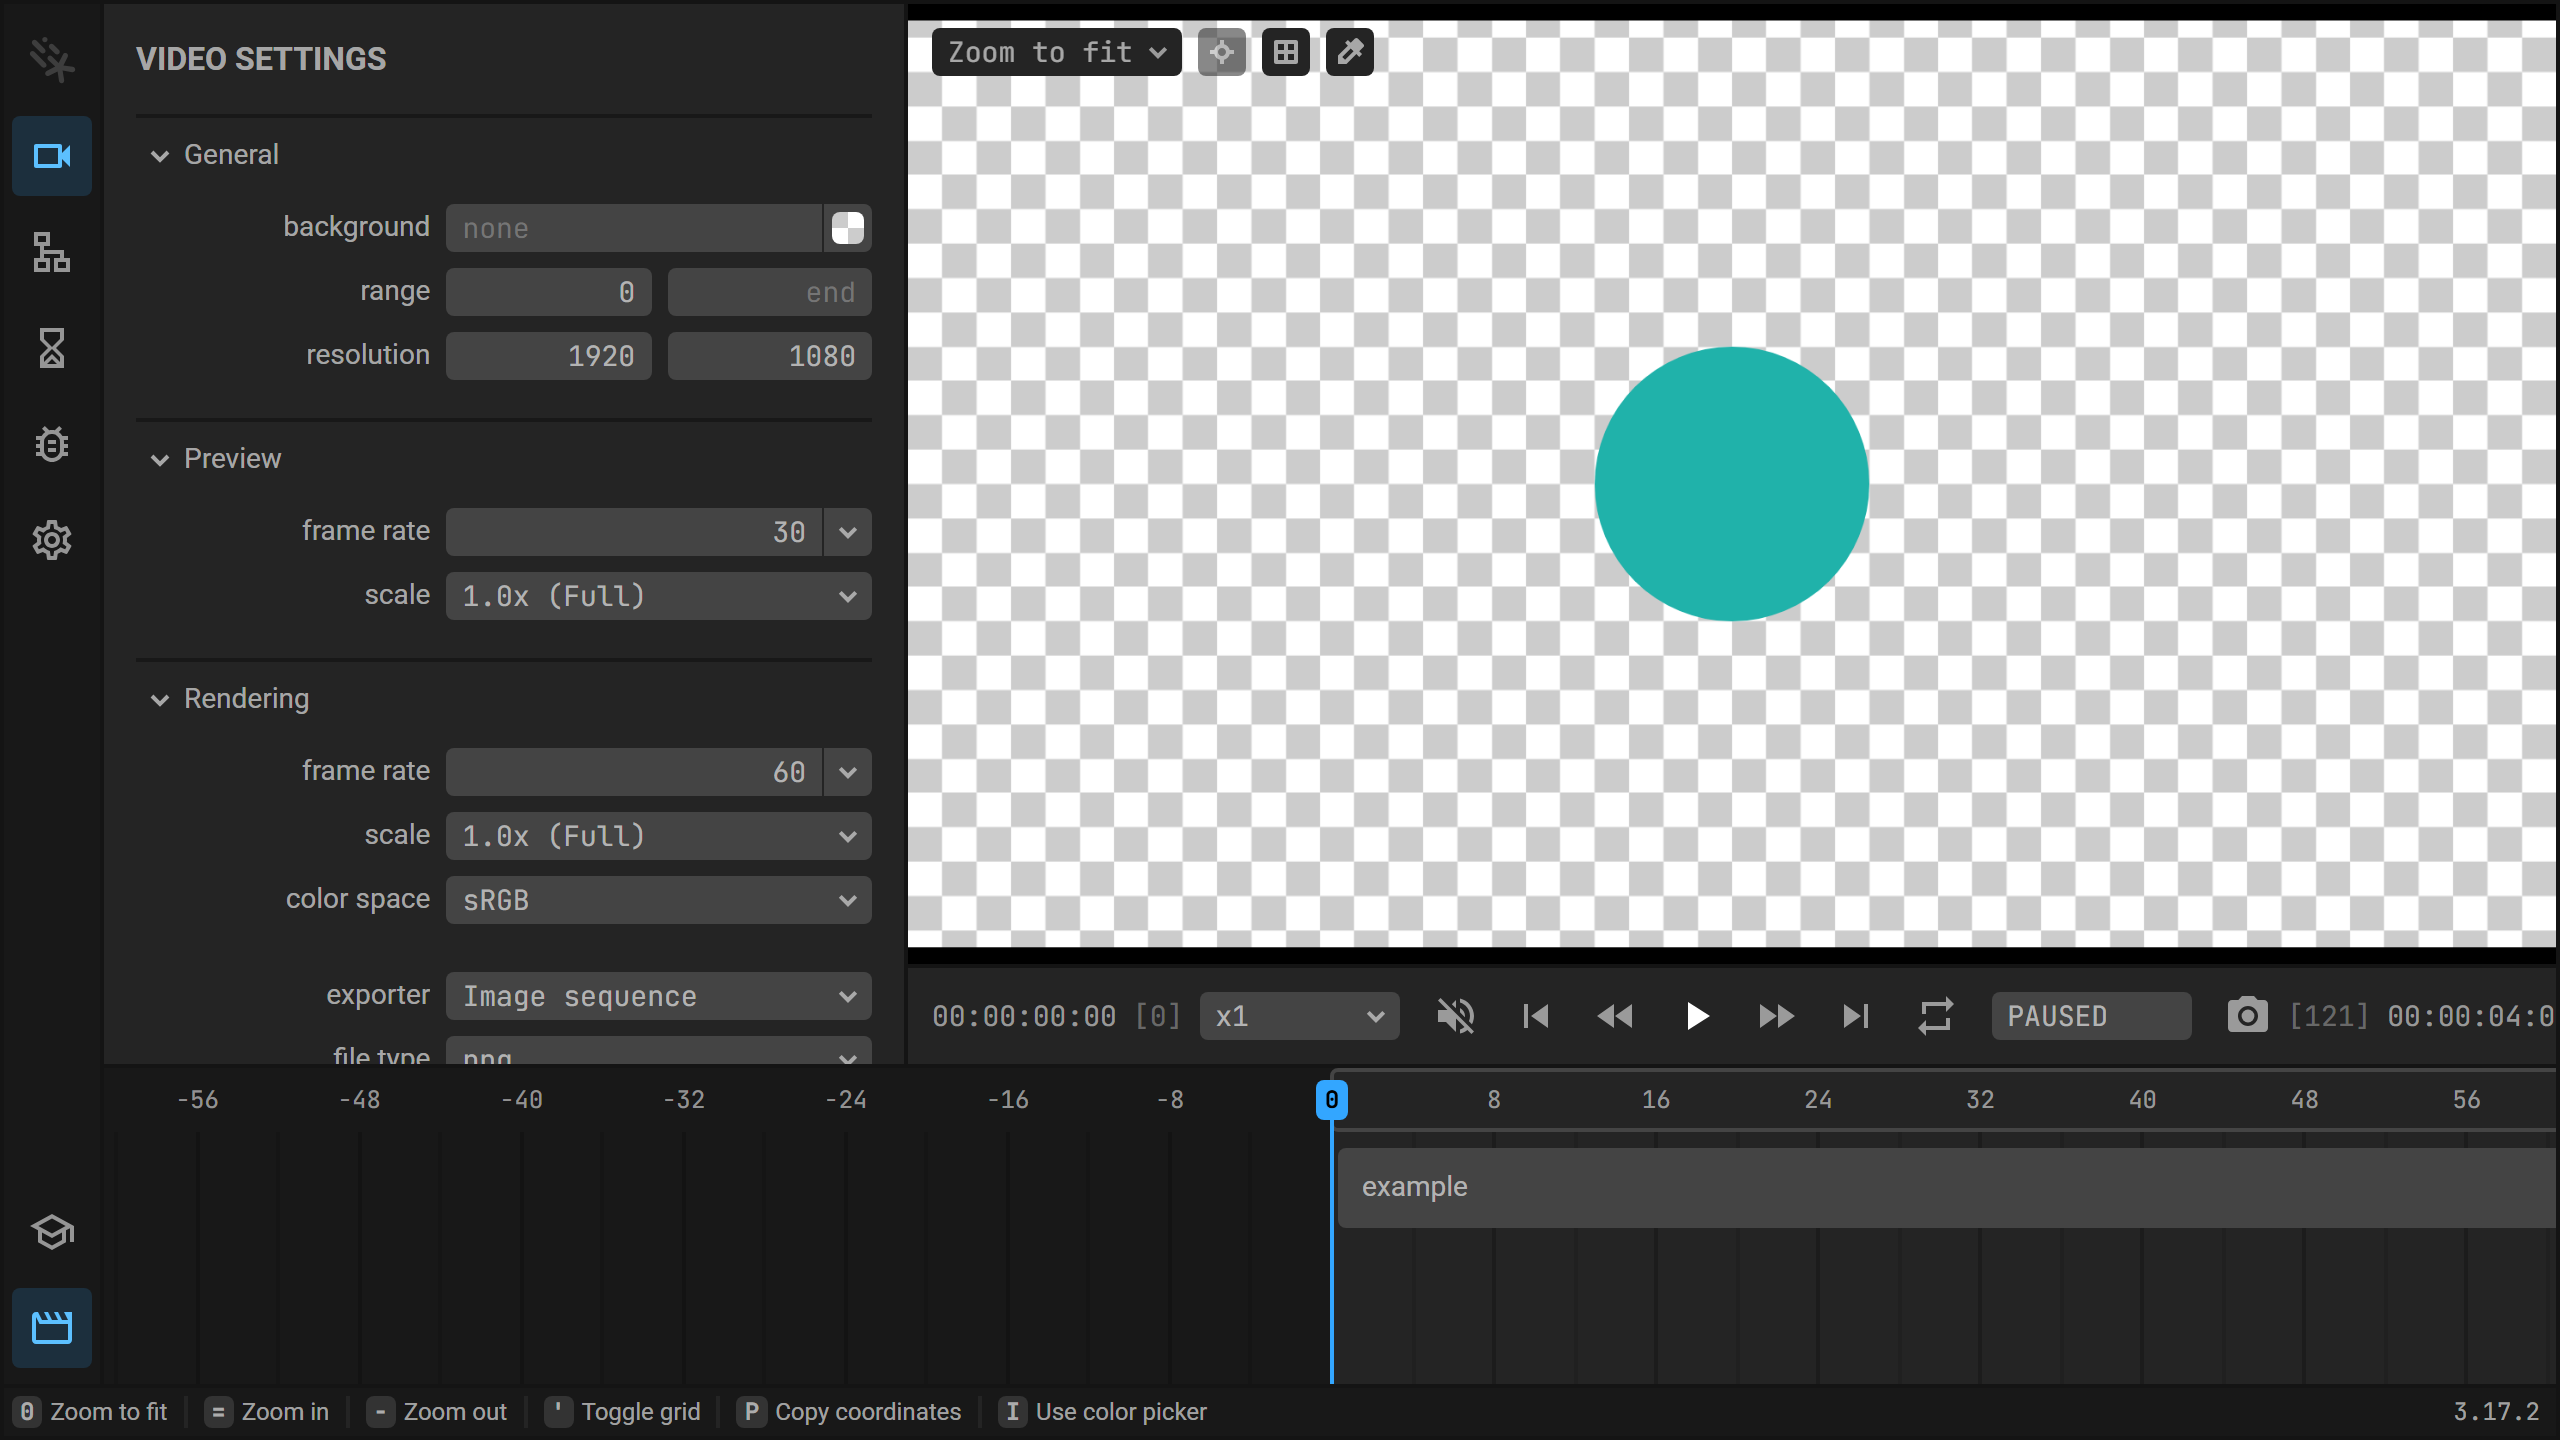 VIDEO SETTINGS
General
background none
range 0 end
resolution 1920 1080
Preview
frame rate 30
scale 1.0x (Full)
Rendering
frame rate 60
scale 1.0x (Full)
color space sRGB
exporter Image sequence
file type png
Zoom to fit
00:00:00:00 [0] x1 PAUSED [121] 00:00:04:0
-56 -48 -40 -32 -24 -16 -8 0 8 16 24 32 40 48 56
example
0 Zoom to fit = Zoom in - Zoom out ' Toggle grid P Copy coordinates I Use color picker 3.17.2